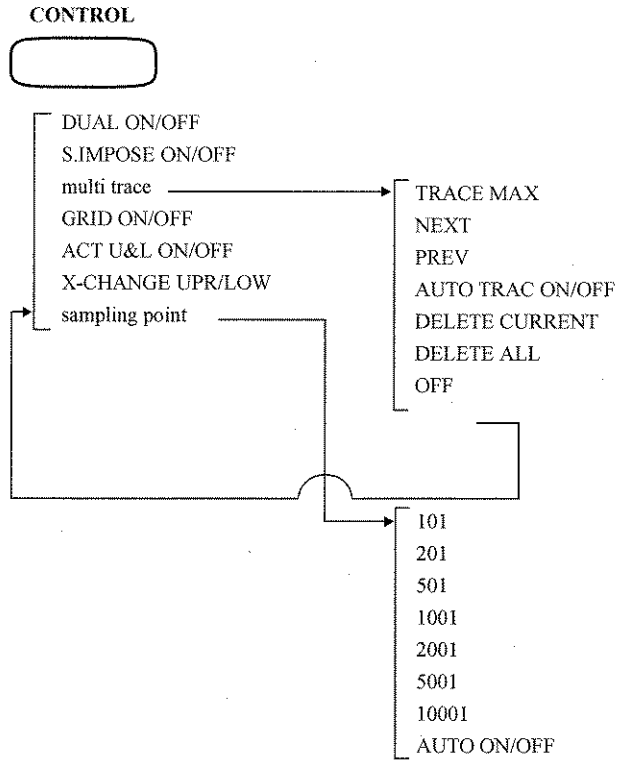 CONTROL
DUAL ON/OFF
S.IMPOSE ON/OFF
multi trace
GRID ON/OFF
ACT U&L ON/OFF
X-CHANGE UPR/LOW
sampling point
TRACE MAX
NEXT
PREV
AUTO TRAC ON/OFF
DELETE CURRENT
DELETE ALL
OFF
101
201
501
1001
2001
5001
10001
AUTO ON/OFF